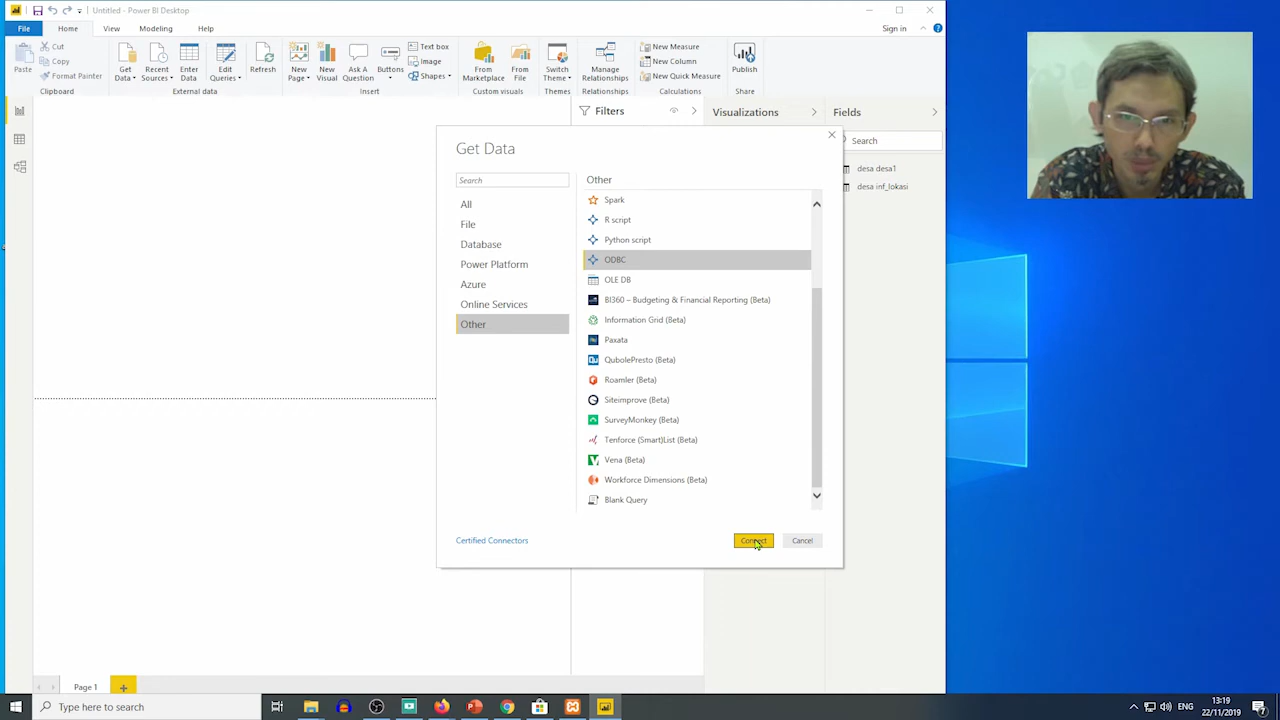 Untitled - Power BI Desktop
File
Home
View
Modeling
Help
Sign in
Paste
Cut
Copy
Format Painter
Clipboard
Get Data
Recent Sources
Enter Data
Edit Queries
Refresh
External data
New Page
New Visual
Ask A Question
Buttons
Text box
Image
Shapes
Insert
From Marketplace
From File
Custom visuals
Switch Theme
Themes
Manage Relationships
Relationships
New Measure
New Column
New Quick Measure
Calculations
Publish
Share
Filters
Visualizations
Fields
Search
desa desa1
desa inf_lokasi
Get Data
Search
All
File
Database
Power Platform
Azure
Online Services
Other
Other
Spark
R script
Python script
ODBC
OLE DB
BI360 – Budgeting & Financial Reporting (Beta)
Information Grid (Beta)
Paxata
QubolePresto (Beta)
Roamler (Beta)
Siteimprove (Beta)
SurveyMonkey (Beta)
Tenforce (Smart)List (Beta)
Vena (Beta)
Workforce Dimensions (Beta)
Blank Query
Certified Connectors
Connect
Cancel
Page 1
Type here to search
ENG
13:19
22/11/2019